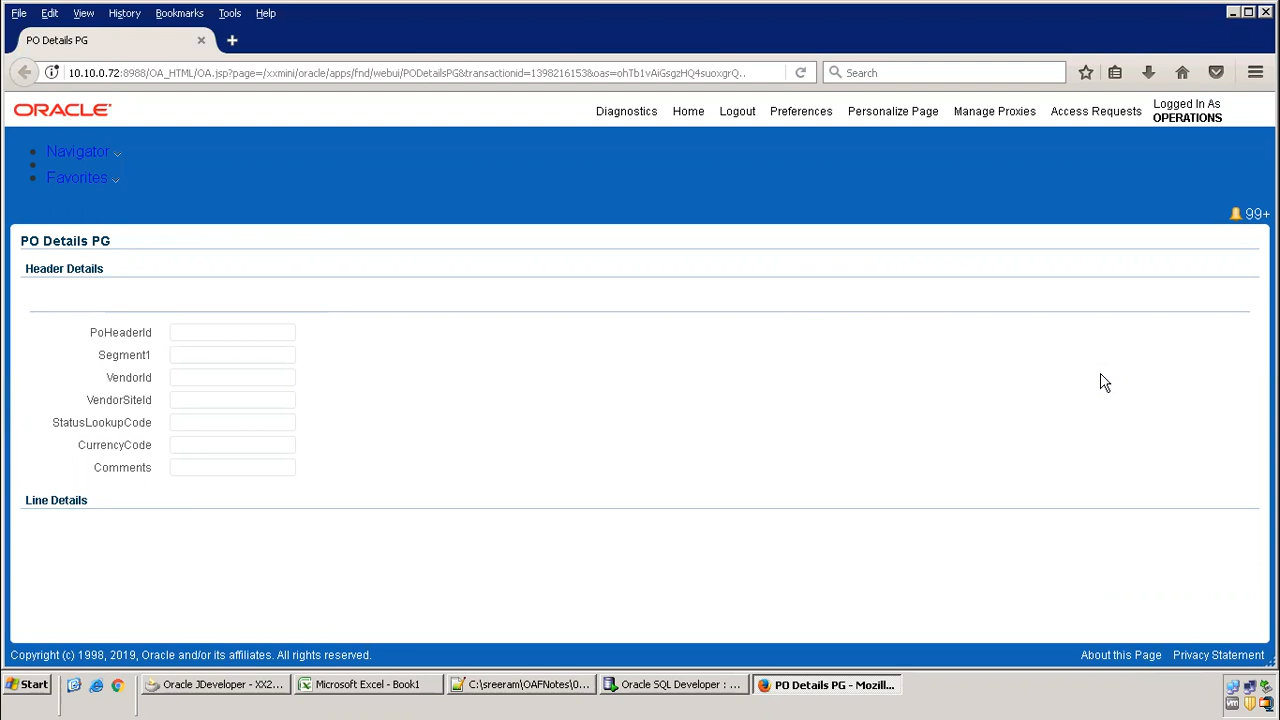 File Edit View History Bookmarks Tools Help
PO Details PG
10.10.0.72:8988/OA_HTML/OA.jsp?page=/xxmini/oracle/apps/fnd/webui/PODetailsPG&transactionid=1398216153&oas=ohTb1vAiGsgzHQ4suoxgrQ..
Search
ORACLE
Diagnostics Home Logout Preferences Personalize Page Manage Proxies Access Requests Logged In As
OPERATIONS
Navigator
Favorites
99+
PO Details PG
Header Details
PoHeaderId
Segment1
VendorId
VendorSiteId
StatusLookupCode
CurrencyCode
Comments
Line Details
Copyright (c) 1998, 2019, Oracle and/or its affiliates. All rights reserved.
About this Page Privacy Statement
Start Oracle JDeveloper - XX2... Microsoft Excel - Book1 C:\sreeram\OAFNotes\0... Oracle SQL Developer : ... PO Details PG - Mozill...